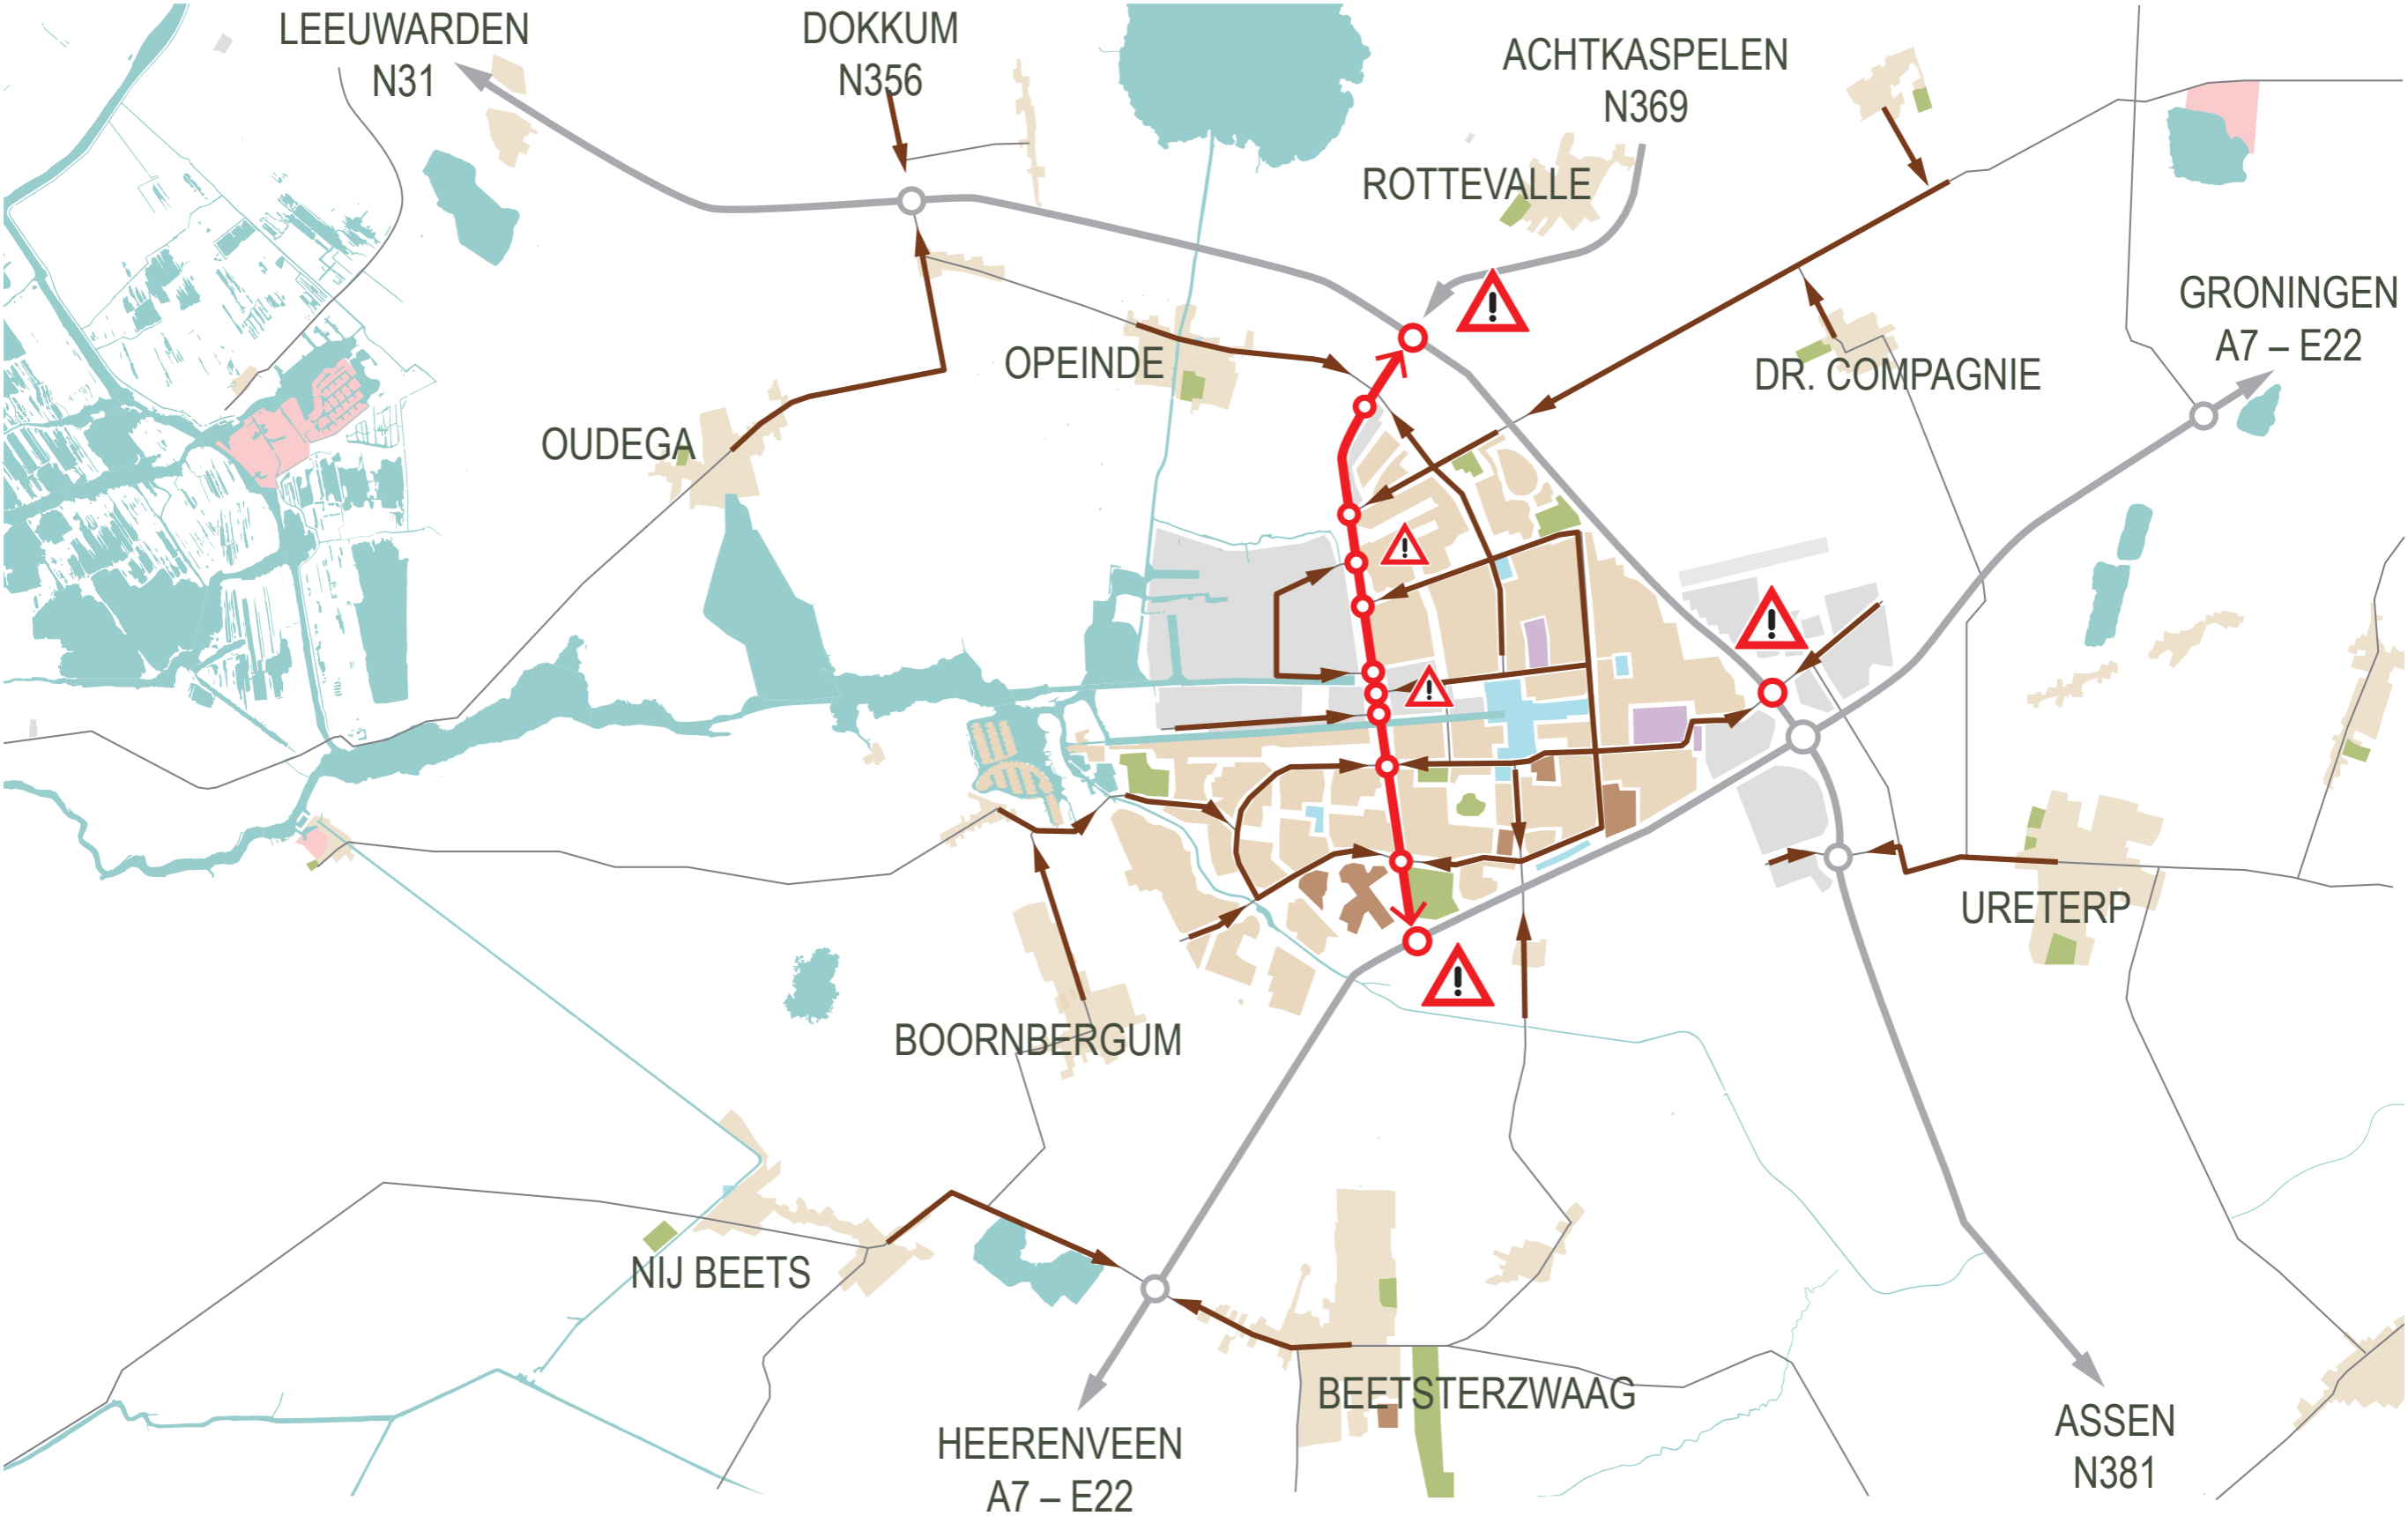 LEEUWARDEN
N31
DOKKUM
N356
ACHTKASPELEN
N369
ROTTEVALLE
GRONINGEN
A7 – E22
OPEINDE
DR. COMPAGNIE
OUDEGA
URETERP
BOORNBERGUM
NIJ BEETS
BEETSTERZWAAG
HEERENVEEN
A7 – E22
ASSEN
N381